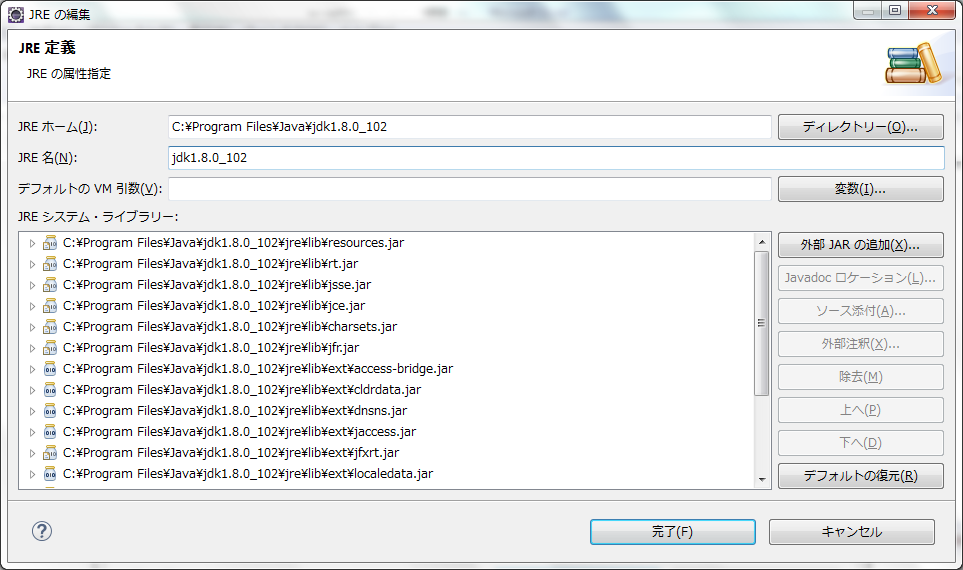 JRE の編集
JRE 定義
JRE の属性指定
JRE ホーム(J):
C:¥Program Files¥Java¥jdk1.8.0_102
ディレクトリー(O)...
JRE 名(N):
jdk1.8.0_102
デフォルトの VM 引数(V):
変数(I)...
JRE システム・ライブラリー:
C:¥Program Files¥Java¥jdk1.8.0_102¥jre¥lib¥resources.jar
C:¥Program Files¥Java¥jdk1.8.0_102¥jre¥lib¥rt.jar
C:¥Program Files¥Java¥jdk1.8.0_102¥jre¥lib¥jsse.jar
C:¥Program Files¥Java¥jdk1.8.0_102¥jre¥lib¥jce.jar
C:¥Program Files¥Java¥jdk1.8.0_102¥jre¥lib¥charsets.jar
C:¥Program Files¥Java¥jdk1.8.0_102¥jre¥lib¥jfr.jar
C:¥Program Files¥Java¥jdk1.8.0_102¥jre¥lib¥ext¥access-bridge.jar
C:¥Program Files¥Java¥jdk1.8.0_102¥jre¥lib¥ext¥cldrdata.jar
C:¥Program Files¥Java¥jdk1.8.0_102¥jre¥lib¥ext¥dnsns.jar
C:¥Program Files¥Java¥jdk1.8.0_102¥jre¥lib¥ext¥jaccess.jar
C:¥Program Files¥Java¥jdk1.8.0_102¥jre¥lib¥ext¥jfxrt.jar
C:¥Program Files¥Java¥jdk1.8.0_102¥jre¥lib¥ext¥localedata.jar
外部 JAR の追加(X)...
Javadoc ロケーション(L)...
ソース添付(A)...
外部注釈(X)...
除去(M)
上へ(P)
下へ(D)
デフォルトの復元(R)
完了(F)
キャンセル